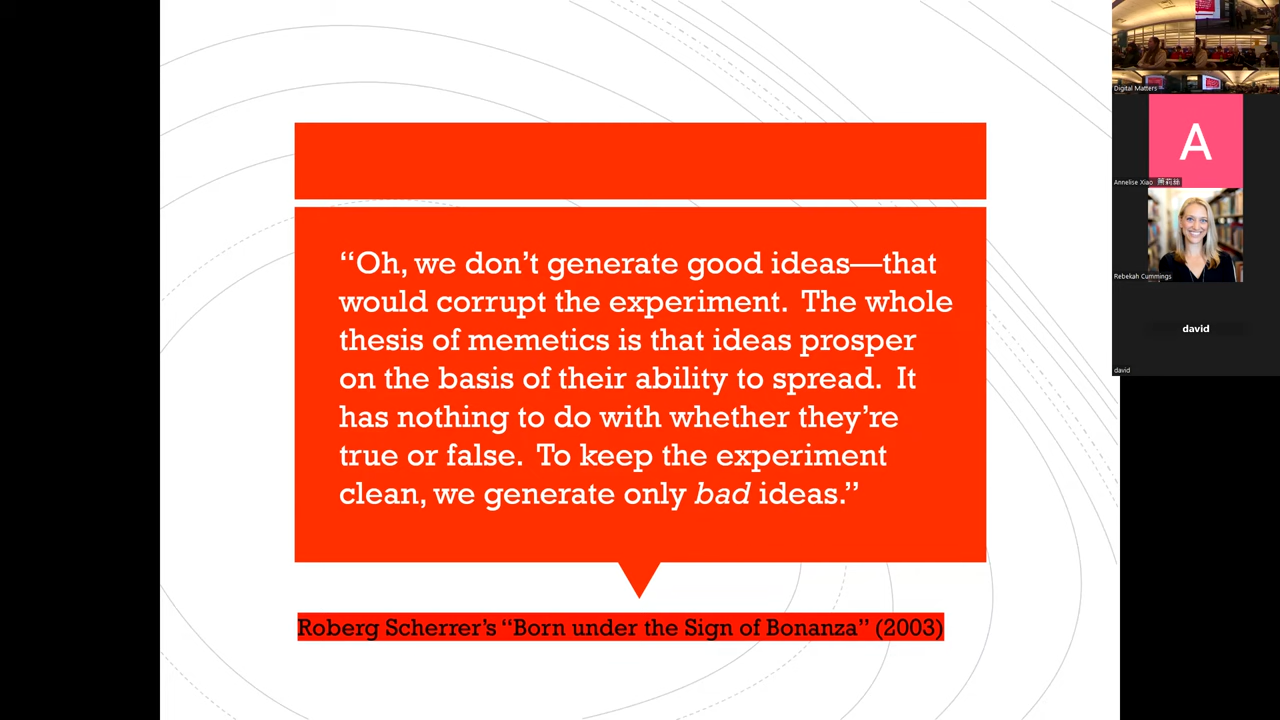 “Oh, we don’t generate good ideas—that
would corrupt the experiment. The whole
thesis of memetics is that ideas prosper
on the basis of their ability to spread. It
has nothing to do with whether they’re
true or false. To keep the experiment
clean, we generate only bad ideas.”
Roberg Scherrer’s “Born under the Sign of Bonanza” (2003)
Digital Matters
A
Annelise Xiao 萧莉丝
Rebekah Cummings
david
david